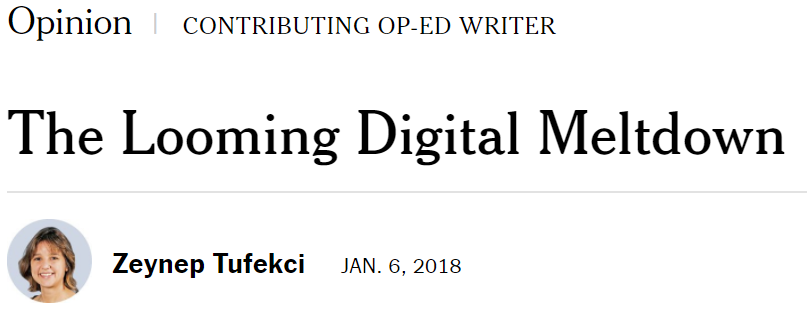 Opinion | CONTRIBUTING OP-ED WRITER
The Looming Digital Meltdown
Zeynep Tufekci JAN. 6, 2018